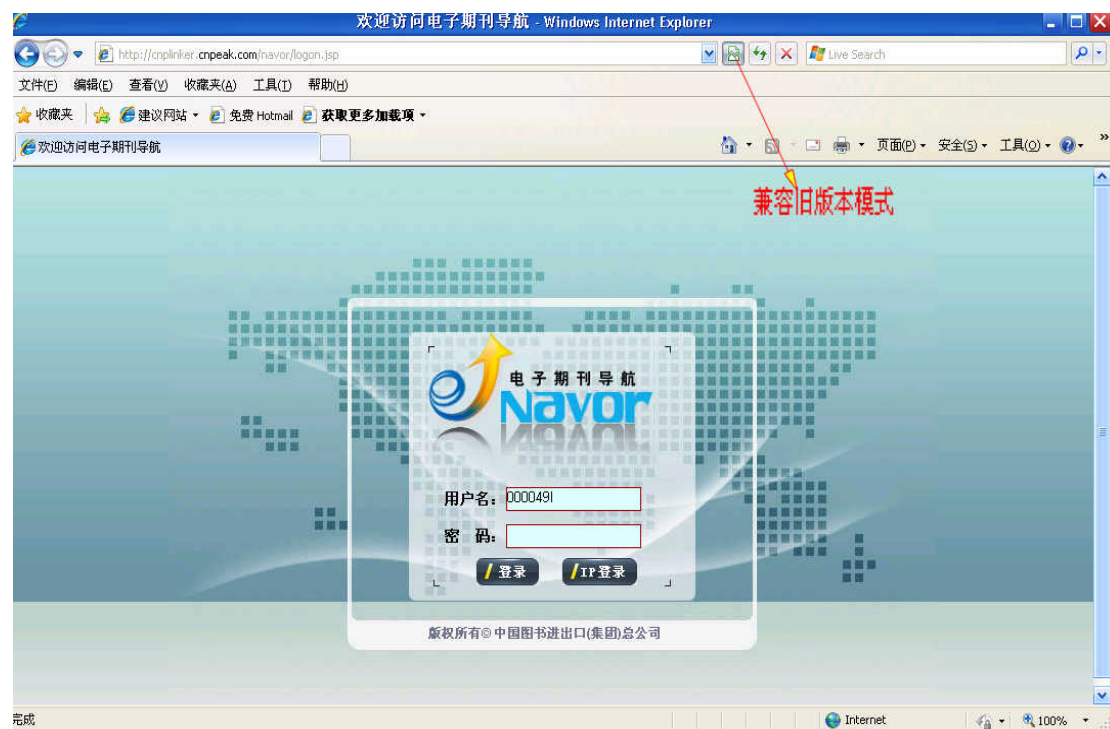 欢迎访问电子期刊导航 - Windows Internet Explorer
http://cnplinker.cnpeak.com/navor/logon.jsp
Live Search
文件(F) 编辑(E) 查看(V) 收藏夹(A) 工具(T) 帮助(H)
收藏夹 建议网站 免费 Hotmail 获取更多加载项
欢迎访问电子期刊导航
页面(P) 安全(S) 工具(O) »
兼容旧版本模式
电子期刊导航
Navor
用户名: 000049I
密 码:
登录 IP登录
版权所有©中国图书进出口(集团)总公司
完成 Internet 100%